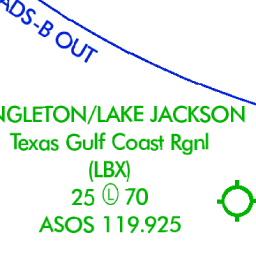 ADS-B OUT
NGLETON/LAKE JACKSON
Texas Gulf Coast Rgnl
(LBX)
25 Ⓛ 70
ASOS 119.925